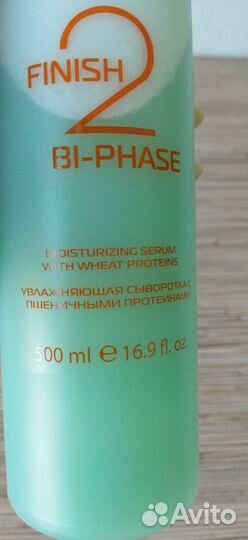 FINISH
2
BI-PHASE
MOISTURIZING SERUM
WITH WHEAT PROTEINS
УВЛАЖНЯЮЩАЯ СЫВОРОТКА С
ПШЕНИЧНЫМИ ПРОТЕИНАМИ
500 ml e 16.9 fl. oz.
Avito